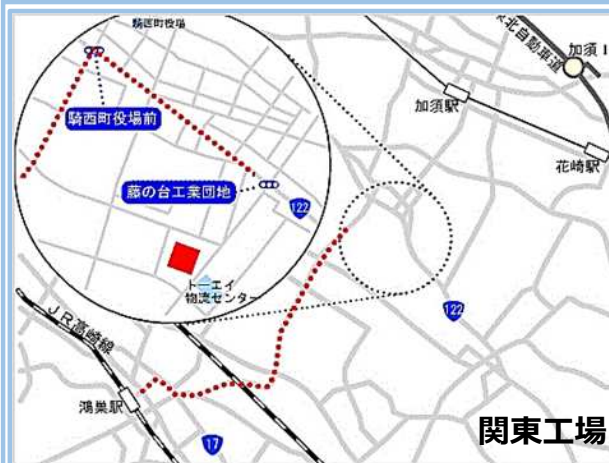 騎西町役場
騎西町役場前
藤の台工業団地
122
トーエイ
物流センター
北自動車道
加須 I
加須駅
花崎駅
122
JR高崎線
鴻巣駅
17
関東工場